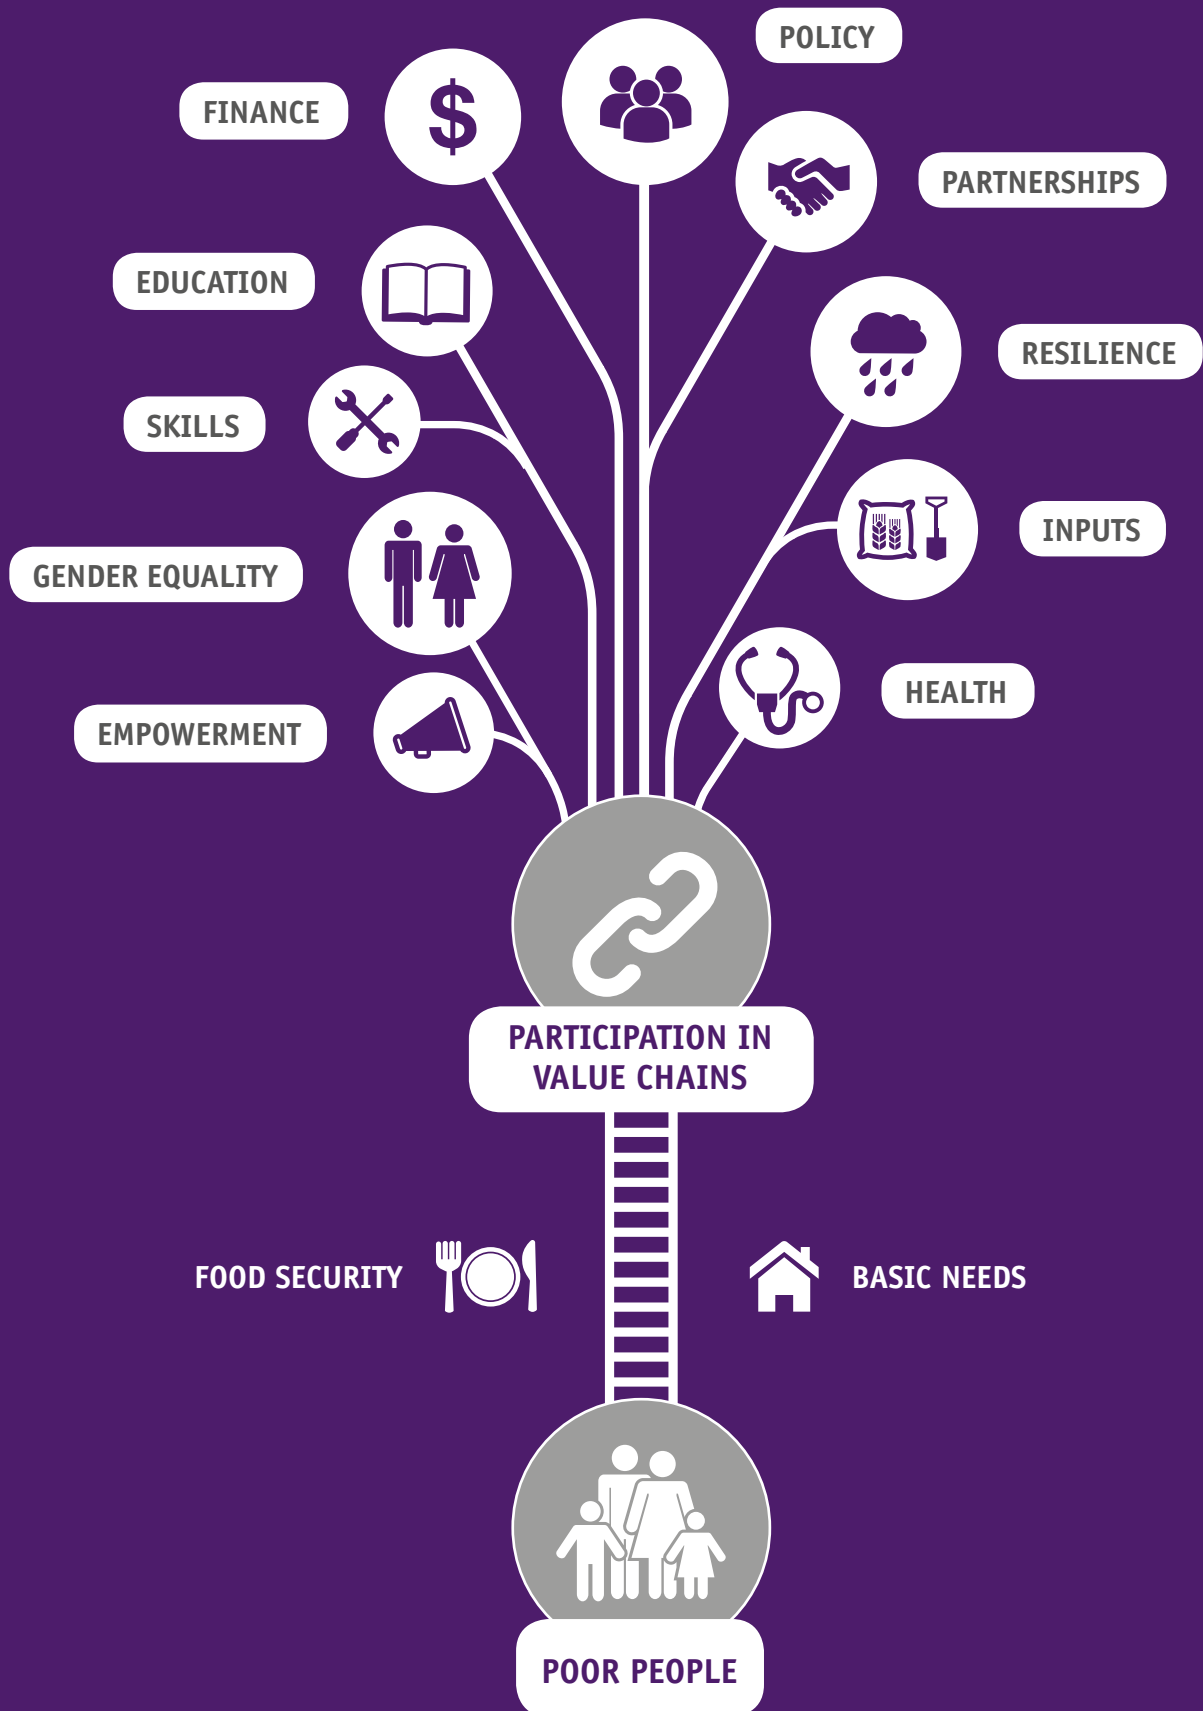 POLICY
FINANCE
$
PARTNERSHIPS
EDUCATION
RESILIENCE
SKILLS
INPUTS
GENDER EQUALITY
HEALTH
EMPOWERMENT
PARTICIPATION IN
VALUE CHAINS
FOOD SECURITY
BASIC NEEDS
POOR PEOPLE